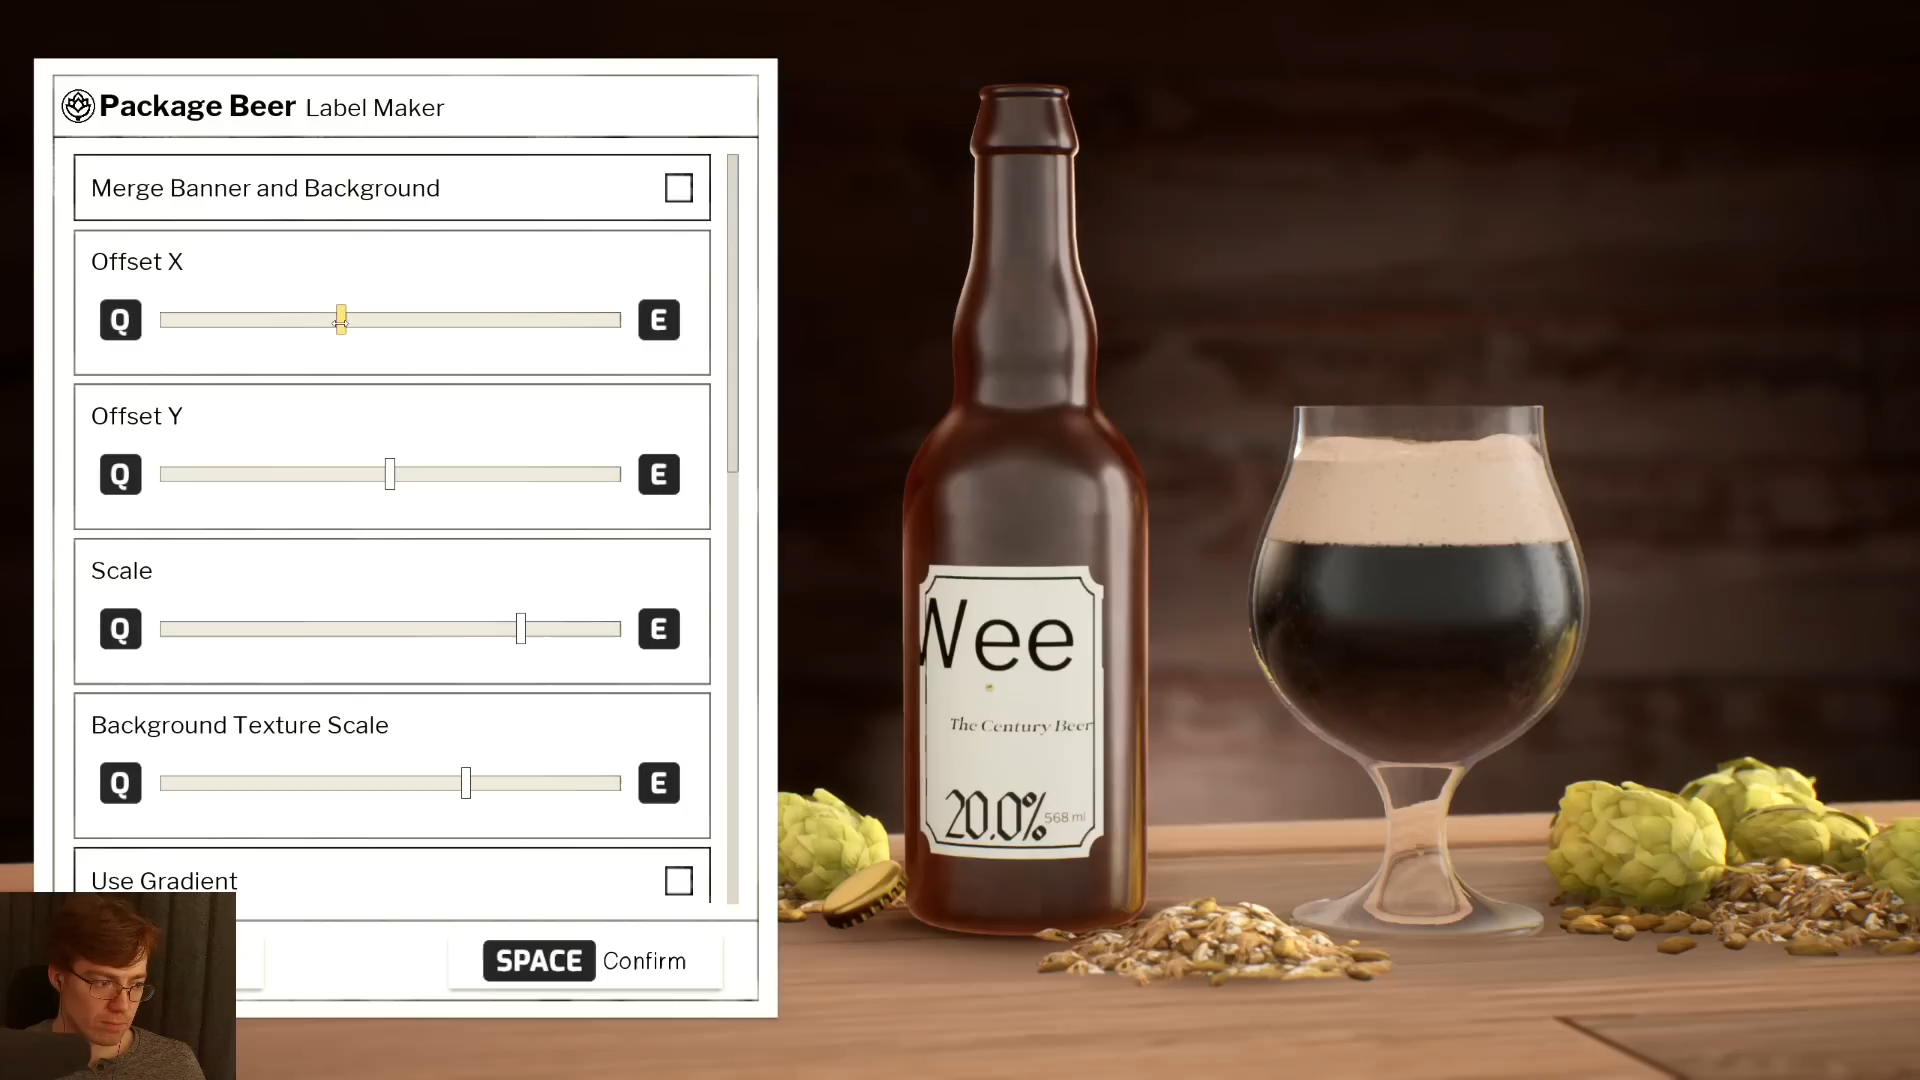 Package Beer Label Maker
Merge Banner and Background
Offset X
Q E
Offset Y
Q E
Scale
Q E
Background Texture Scale
Q E
Use Gradient
SPACE Confirm
Wee
The Century Beer
20.0% 568 ml